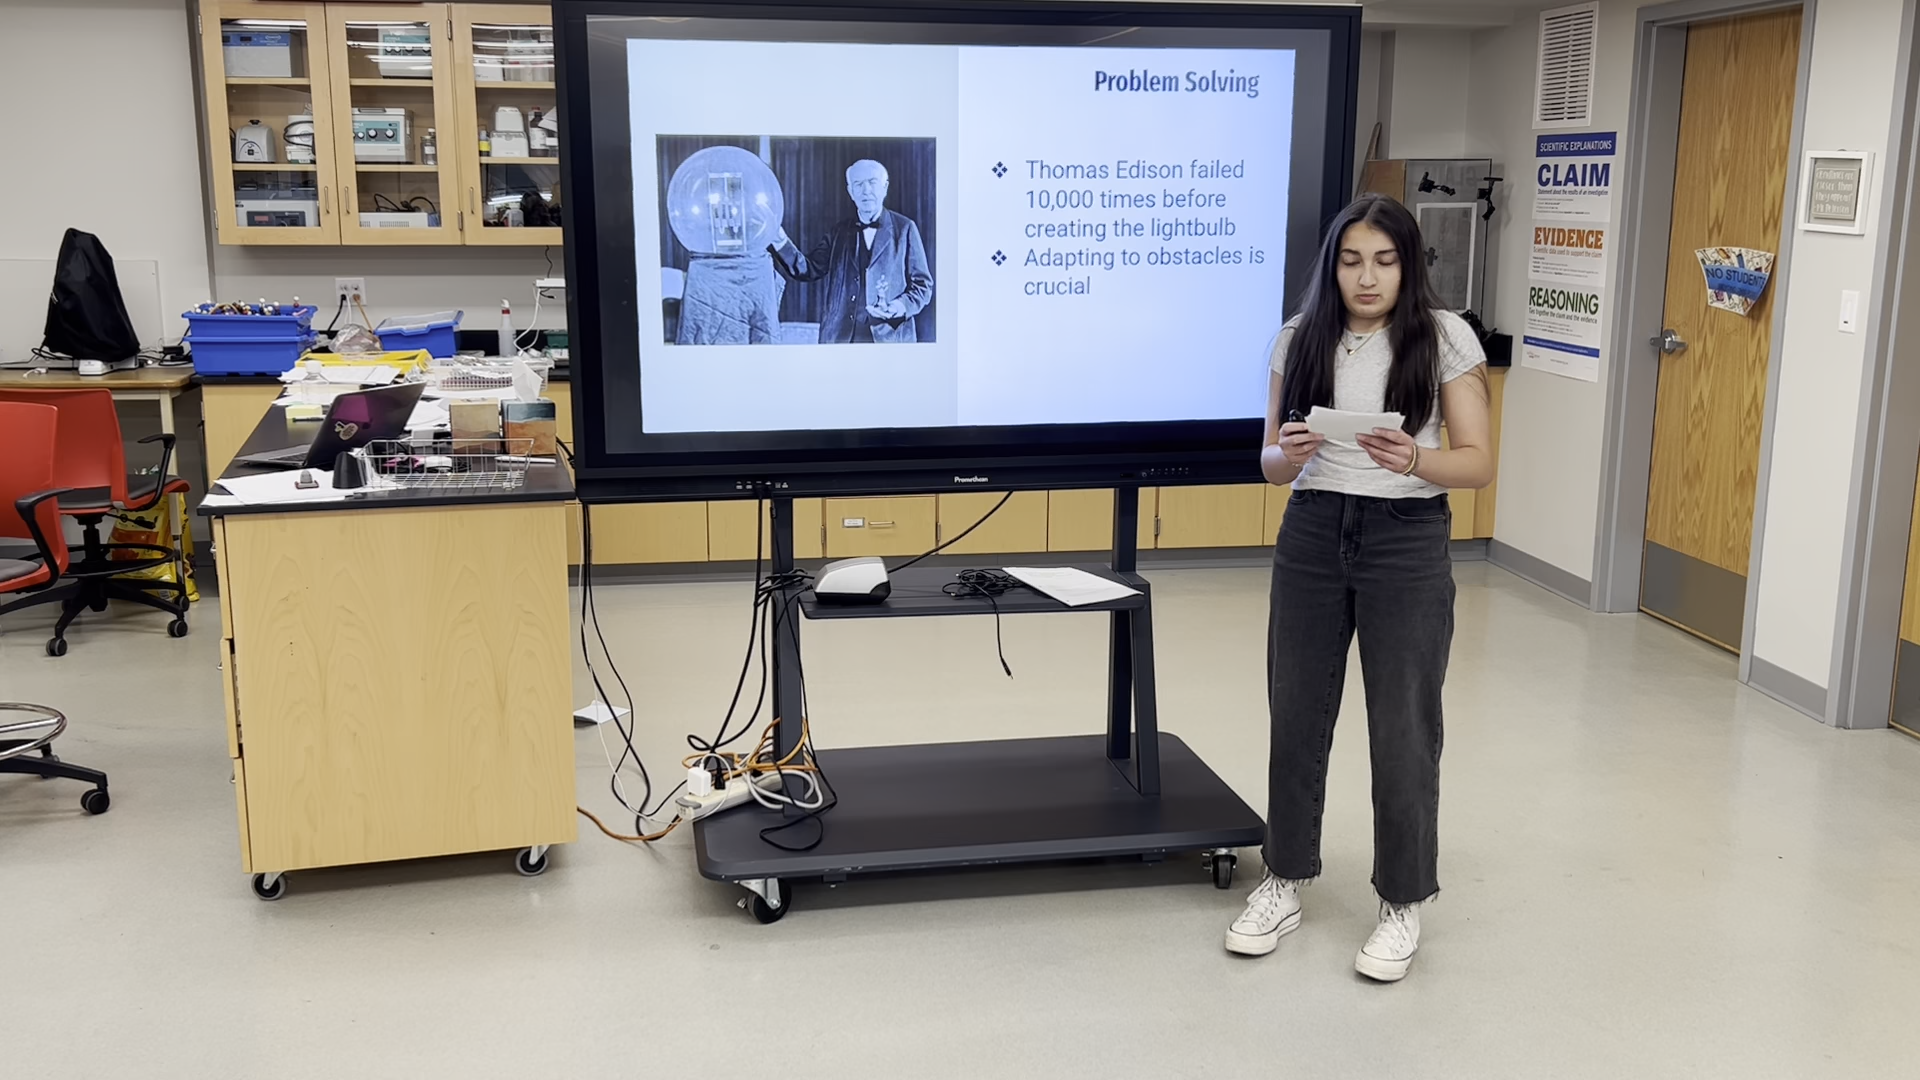 Problem Solving
Thomas Edison failed
10,000 times before
creating the lightbulb
Adapting to obstacles is
crucial
Promethean
SCIENTIFIC EXPLANATIONS
CLAIM
EVIDENCE
REASONING
NO STUDENT